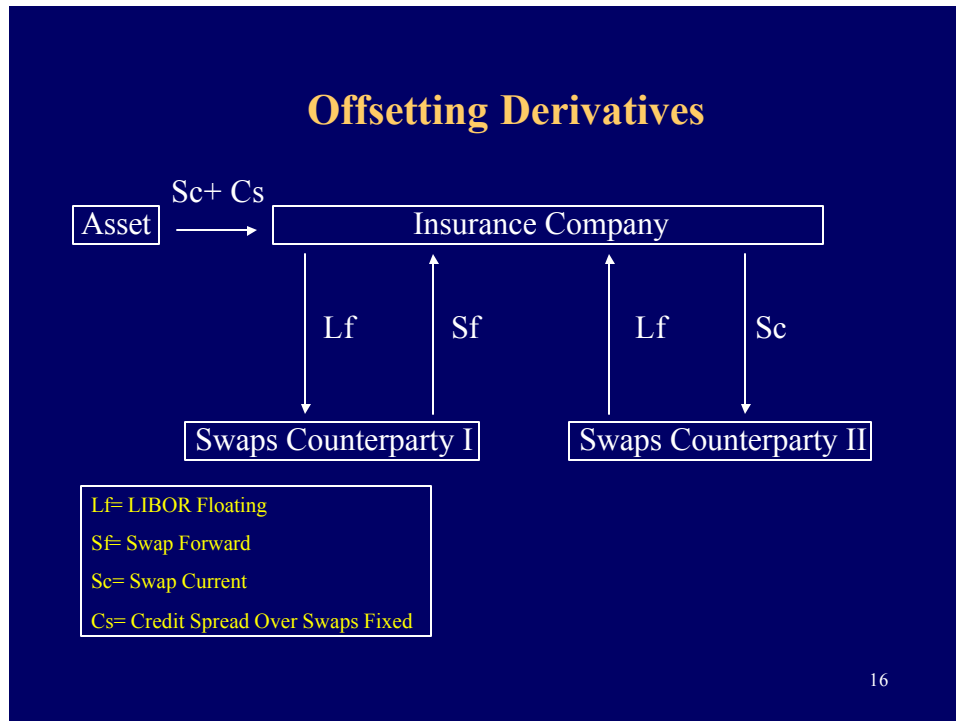 Offsetting Derivatives
Sc+ Cs
Asset
Insurance Company
Lf
Sf
Lf
Sc
Swaps Counterparty I
Swaps Counterparty II
Lf= LIBOR Floating
Sf= Swap Forward
Sc= Swap Current
Cs= Credit Spread Over Swaps Fixed
16